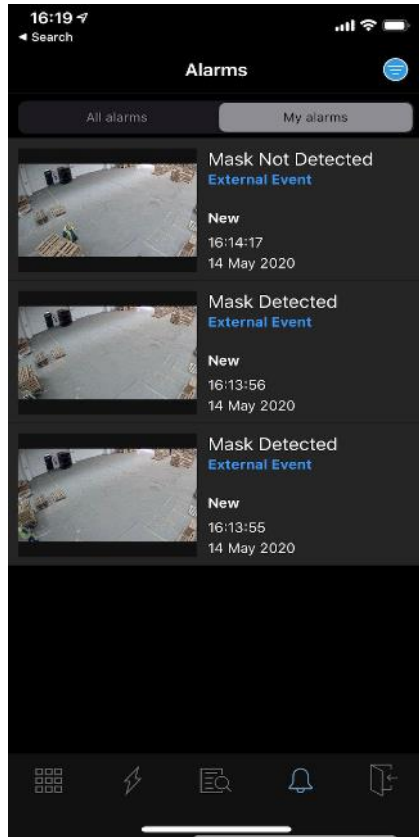 16:19
Search
Alarms
All alarms
My alarms
Mask Not Detected
External Event
New
16:14:17
14 May 2020
Mask Detected
External Event
New
16:13:56
14 May 2020
Mask Detected
External Event
New
16:13:55
14 May 2020